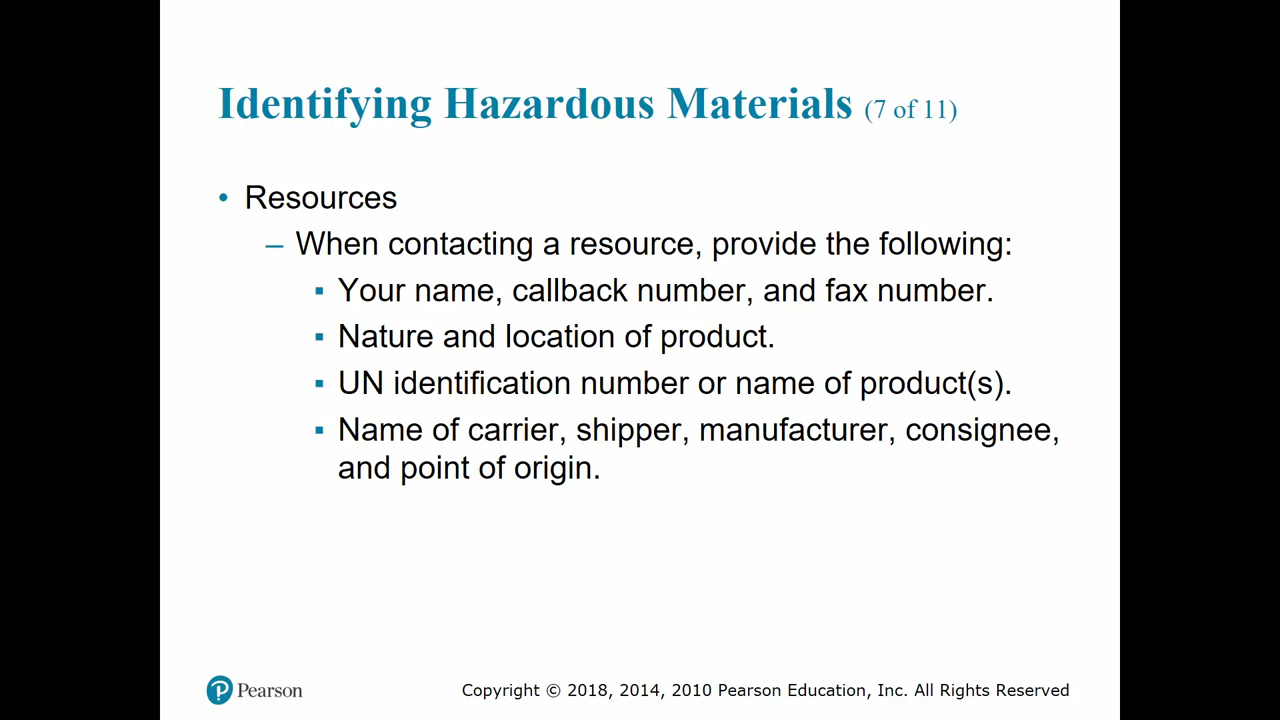 Identifying Hazardous Materials (7 of 11)
• Resources
– When contacting a resource, provide the following:
▪ Your name, callback number, and fax number.
▪ Nature and location of product.
▪ UN identification number or name of product(s).
▪ Name of carrier, shipper, manufacturer, consignee,
and point of origin.
Pearson
Copyright © 2018, 2014, 2010 Pearson Education, Inc. All Rights Reserved